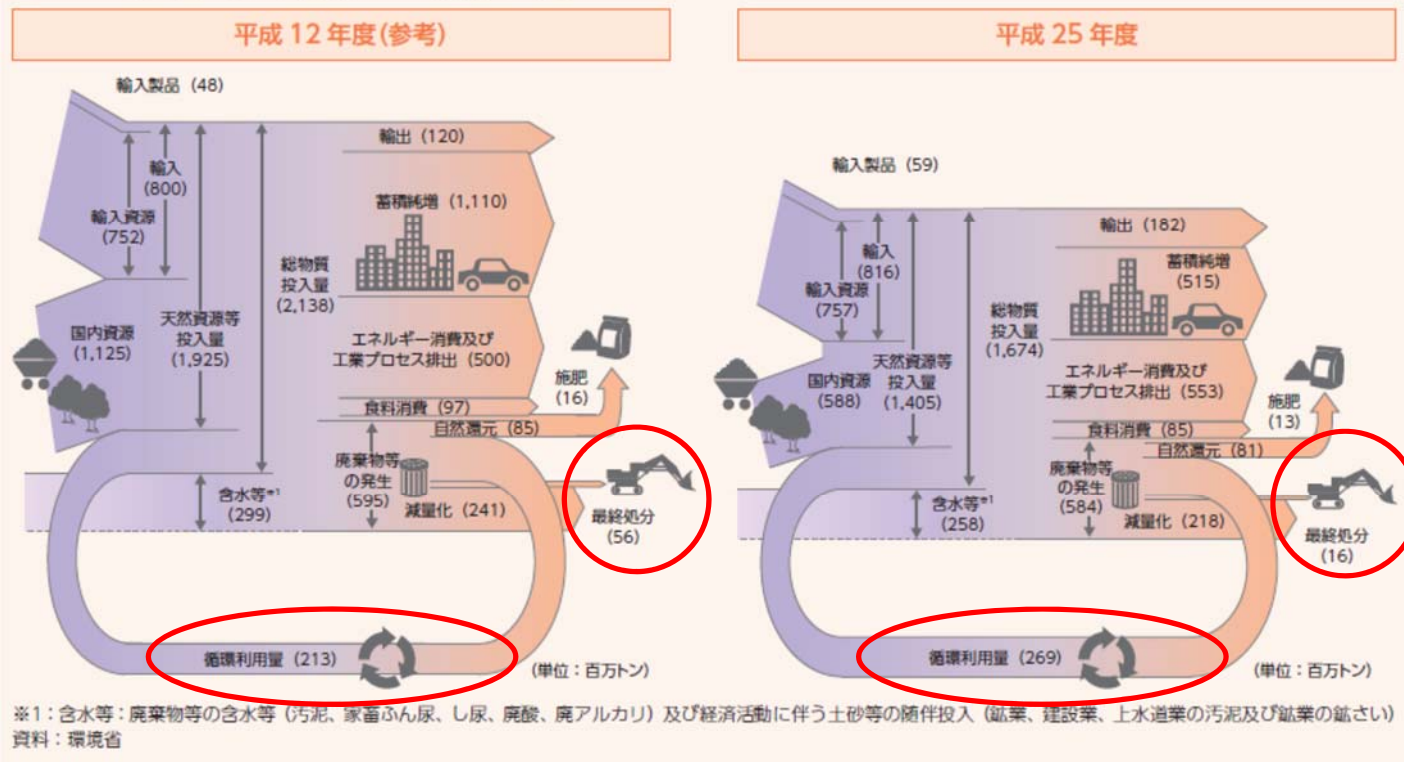 平成 12 年度(参考)
輸入製品 (48)
輸出 (120)
輸入
(800)
蓄積純増 (1,110)
輸入資源
(752)
総物質
投入量
(2,138)
国内資源
(1,125)
天然資源等
投入量
(1,925)
エネルギー消費及び
工業プロセス排出 (500)
施肥
(16)
食料消費 (97)
自然還元 (85)
廃棄物等
の発生
(595)
含水等※1
(299)
減量化 (241)
最終処分
(56)
循環利用量 (213)
(単位：百万トン)
平成 25 年度
輸入製品 (59)
輸出 (182)
輸入
(816)
蓄積純増
(515)
輸入資源
(757)
総物質
投入量
(1,674)
国内資源
(588)
天然資源等
投入量
(1,405)
エネルギー消費及び
工業プロセス排出 (553)
施肥
(13)
食料消費 (85)
自然還元 (81)
廃棄物等
の発生
(584)
含水等※1
(258)
減量化 (218)
最終処分
(16)
循環利用量 (269)
(単位：百万トン)
※1：含水等：廃棄物等の含水等（汚泥、家畜ふん尿、し尿、廃酸、廃アルカリ）及び経済活動に伴う土砂等の随伴投入（鉱業、建設業、上水道業の汚泥及び鉱業の鉱さい）
資料：環境省